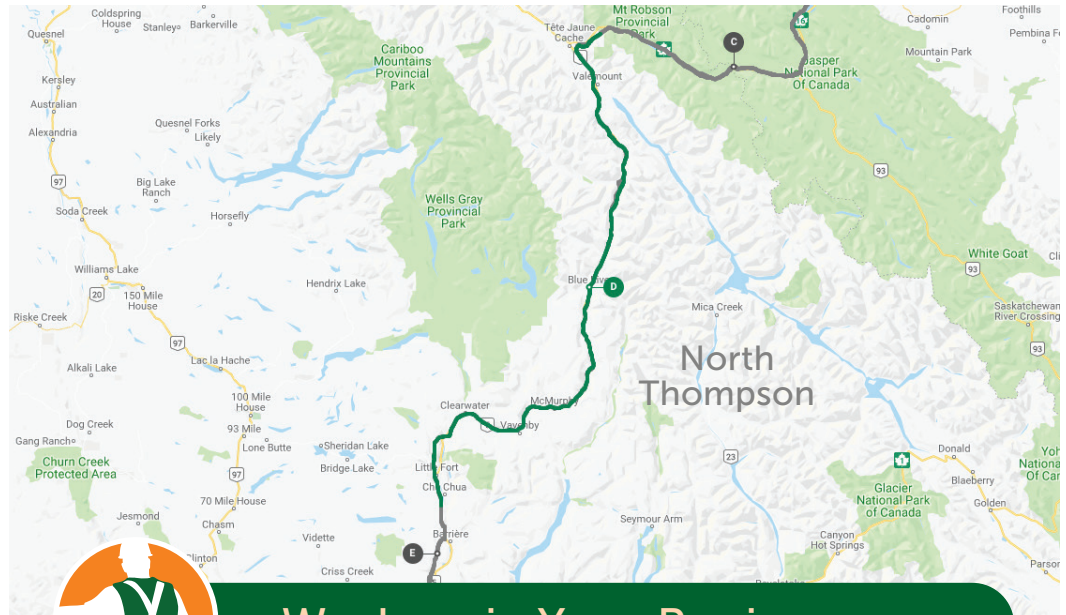 Coldspring
House
Stanley
Barkerville
Quesnel
Mt Robson
Provincial
Park
Tête Jaune
Cache
16
C
Cadomin
Foothills
Pembina
Mountain Park
Cariboo
Mountains
Provincial
Park
Valemount
Jasper
National Park
Of Canada
Kersley
Australian
Alexandria
Quesnel Forks
Likely
97
93
Big Lake
Ranch
Soda Creek
Horsefly
Wells Gray
Provincial
Park
White Goat
93
Williams Lake
20
150 Mile
House
Hendrix Lake
Blue River
D
Mica Creek
Saskatchewan
River Crossing
Riske Creek
97
93
Lac la Hache
Alkali Lake
North
Thompson
100 Mile
House
Clearwater
McMurphy
Vavenby
Dog Creek
93 Mile
Gang Ranch
Lone Butte
Sheridan Lake
Bridge Lake
Churn Creek
Protected Area
97
Little Fort
Chu Chua
23
1
Donald
Blaeberry
Golden
Glacier
National Park
of Canada
70 Mile House
Jesmond
Chasm
Vidette
Barrière
E
Seymour Arm
Canyon
Hot Springs
Clinton
Criss Creek